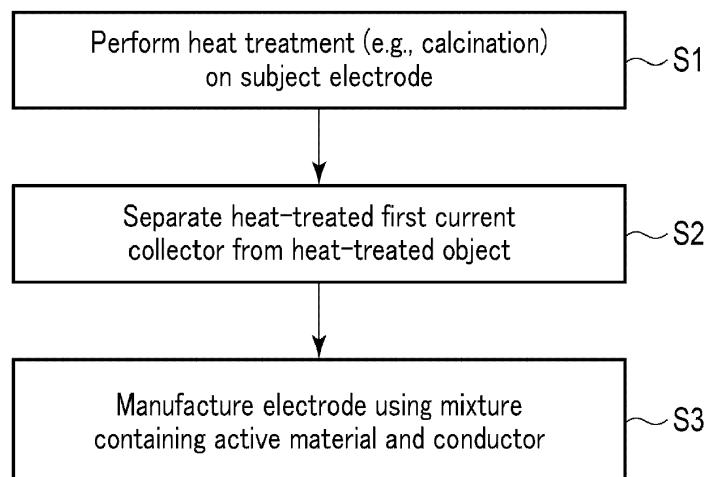 Perform heat treatment (e.g., calcination)
on subject electrode
S1
Separate heat-treated first current
collector from heat-treated object
S2
Manufacture electrode using mixture
containing active material and conductor
S3